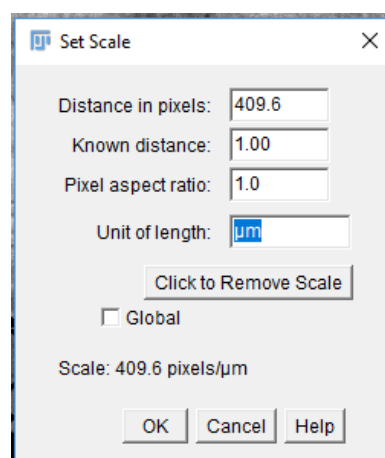 Set Scale
Distance in pixels: 409.6
Known distance: 1.00
Pixel aspect ratio: 1.0
Unit of length: µm
Click to Remove Scale
Global
Scale: 409.6 pixels/µm
OK Cancel Help